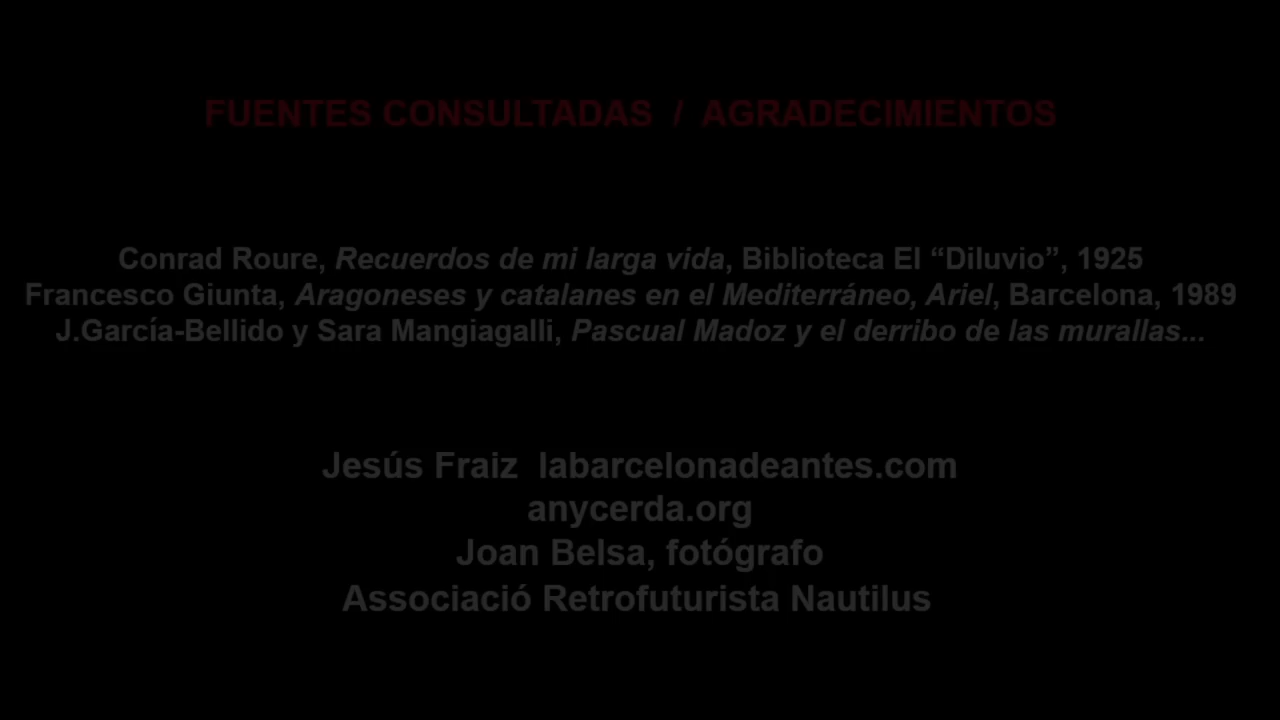 FUENTES CONSULTADAS / AGRADECIMIENTOS
Conrad Roure, Recuerdos de mi larga vida, Biblioteca El “Diluvio”, 1925
Francesco Giunta, Aragoneses y catalanes en el Mediterráneo, Ariel, Barcelona, 1989
J.García-Bellido y Sara Mangiagalli, Pascual Madoz y el derribo de las murallas...
Jesús Fraiz labarcelonadeantes.com
anycerda.org
Joan Belsa, fotógrafo
Associació Retrofuturista Nautilus